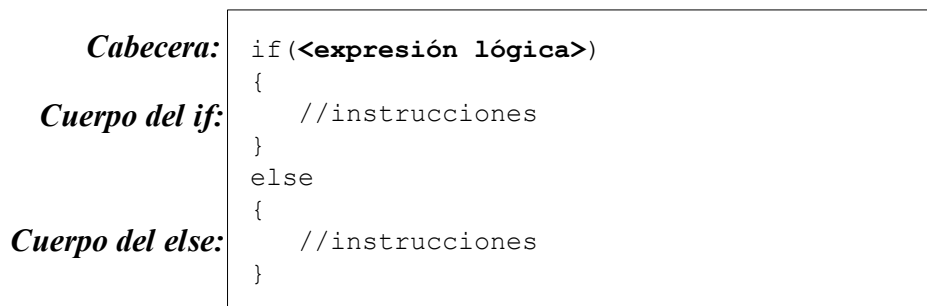 Cabecera: if(<expresión lógica>)
{
Cuerpo del if: //instrucciones
}
else
{
Cuerpo del else: //instrucciones
}